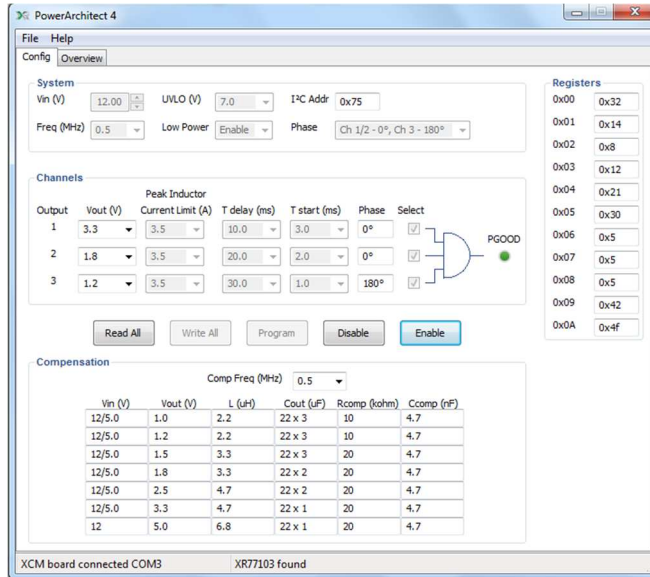 PowerArchitect 4
File Help
Config Overview
System
Vin (V) 12.00 UVLO (V) 7.0 I²C Addr 0x75
Freq (MHz) 0.5 Low Power Enable Phase Ch 1/2 - 0°, Ch 3 - 180°
Registers
0x00 0x32
0x01 0x14
0x02 0x8
0x03 0x12
0x04 0x21
0x05 0x30
0x06 0x5
0x07 0x5
0x08 0x5
0x09 0x42
0x0A 0x4f
Channels
Peak Inductor
Output Vout (V) Current Limit (A) T delay (ms) T start (ms) Phase Select
1 3.3 3.5 10.0 3.0 0°
2 1.8 3.5 20.0 2.0 0°
3 1.2 3.5 30.0 1.0 180°
PGOOD
Read All Write All Program Disable Enable
Compensation
Comp Freq (MHz) 0.5
Vin (V) Vout (V) L (uH) Cout (uF) Rcomp (kohm) Ccomp (nF)
12/5.0 1.0 2.2 22 x 3 10 4.7
12/5.0 1.2 2.2 22 x 3 10 4.7
12/5.0 1.5 3.3 22 x 3 20 4.7
12/5.0 1.8 3.3 22 x 2 20 4.7
12/5.0 2.5 4.7 22 x 2 20 4.7
12/5.0 3.3 4.7 22 x 1 20 4.7
12 5.0 6.8 22 x 1 20 4.7
XCM board connected COM3 XR77103 found